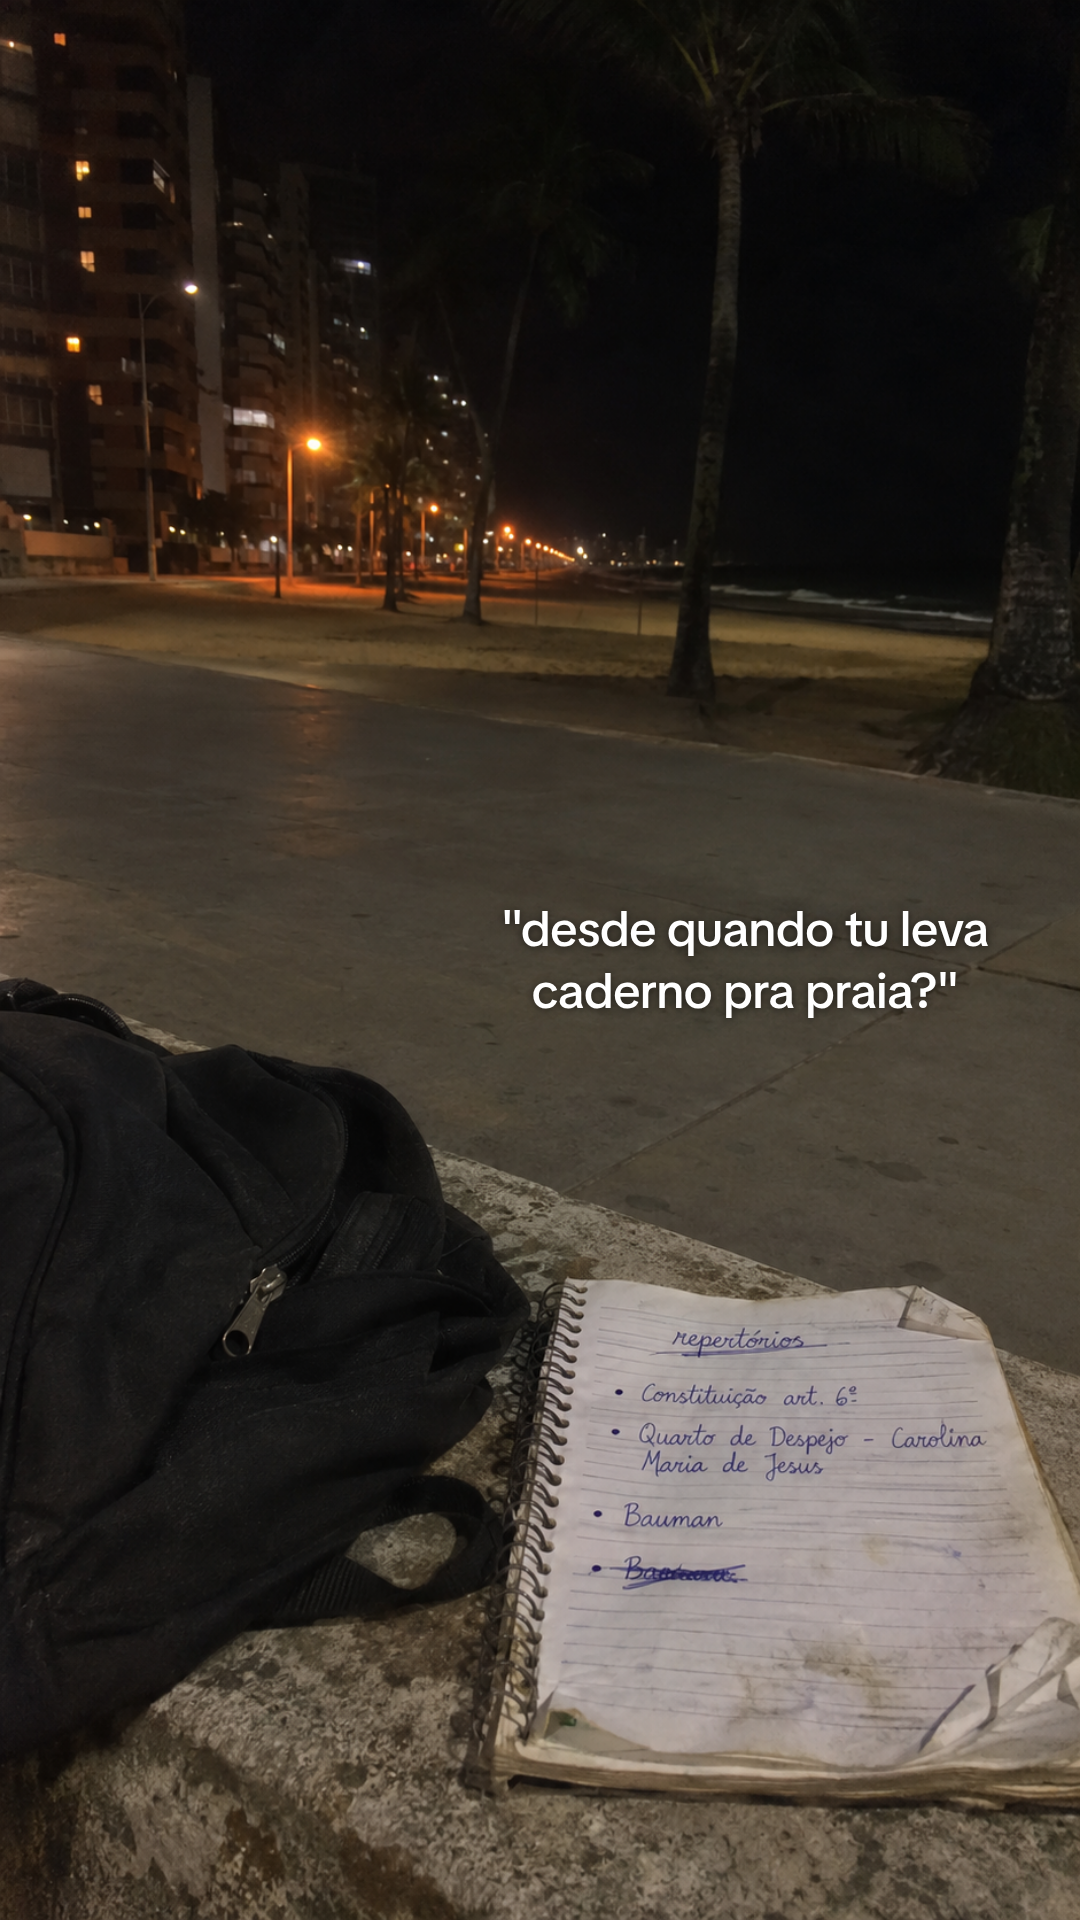 "desde quando tu leva
caderno pra praia?"
repertórios
• Constituição art. 6º
• Quarto de Despejo - Carolina
Maria de Jesus
• Bauman